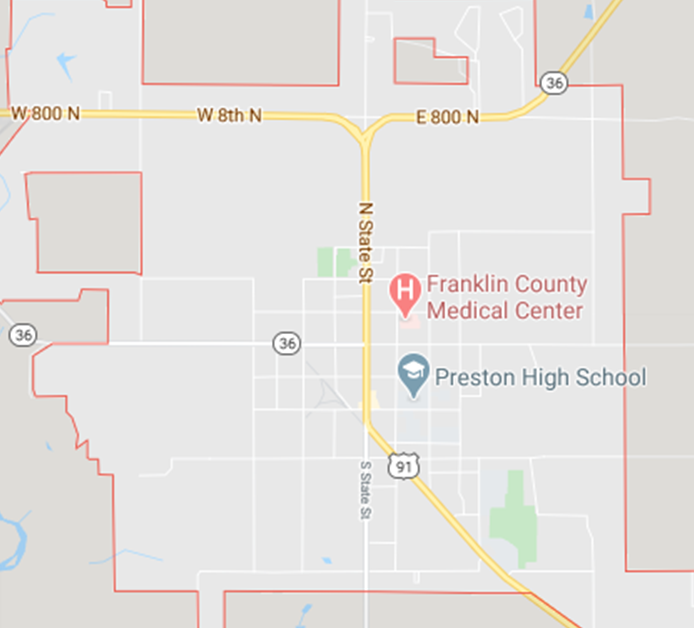 36
W 800 N
W 8th N
E 800 N
N State St
H
Franklin County
Medical Center
36
36
Preston High School
91
S State St